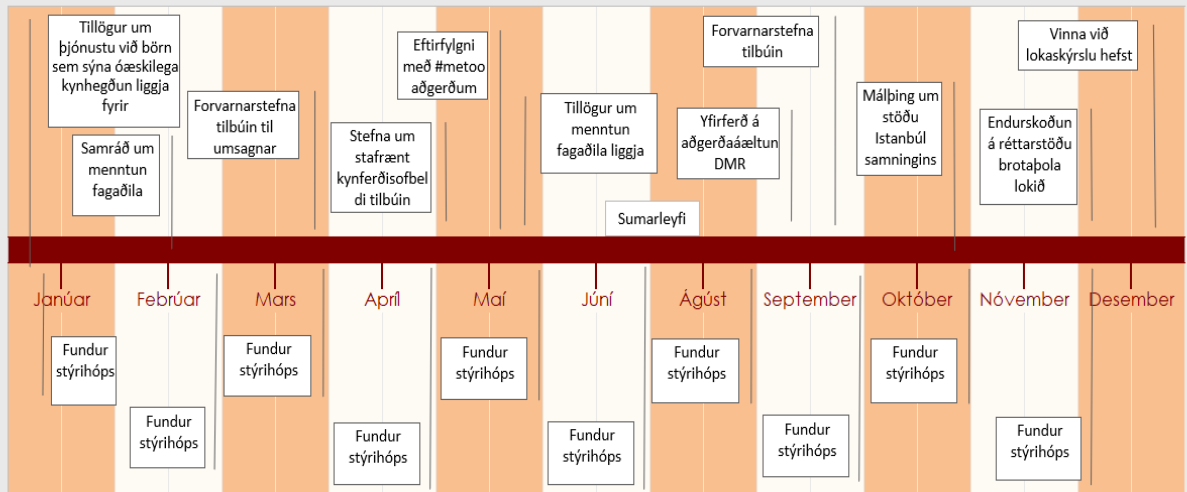 Tillögur um
þjónustu við börn
sem sýna óæskilega
kynhegðun liggja
fyrir
Samráð um
menntun
fagaðila
Forvarnarstefna
tilbúin til
umsagnar
Stefna um
stafrænt
kynferðisofbel
di tilbúin
Eftirfylgni
með #metoo
aðgerðum
Tillögur um
menntun
fagaðila liggja
Sumarleyfi
Yfirferð á
aðgerðaáæltun
DMR
Forvarnarstefna
tilbúin
Málþing um
stöðu
Istanbúl
samningins
Endurskoðun
á réttarstöðu
brotaþola
lokið
Vinna við
lokaskýrslu hefst
Janúar
Febrúar
Mars
Apríl
Maí
Júní
Ágúst
September
Október
Nóvember
Desember
Fundur
stýrihóps
Fundur
stýrihóps
Fundur
stýrihóps
Fundur
stýrihóps
Fundur
stýrihóps
Fundur
stýrihóps
Fundur
stýrihóps
Fundur
stýrihóps
Fundur
stýrihóps
Fundur
stýrihóps